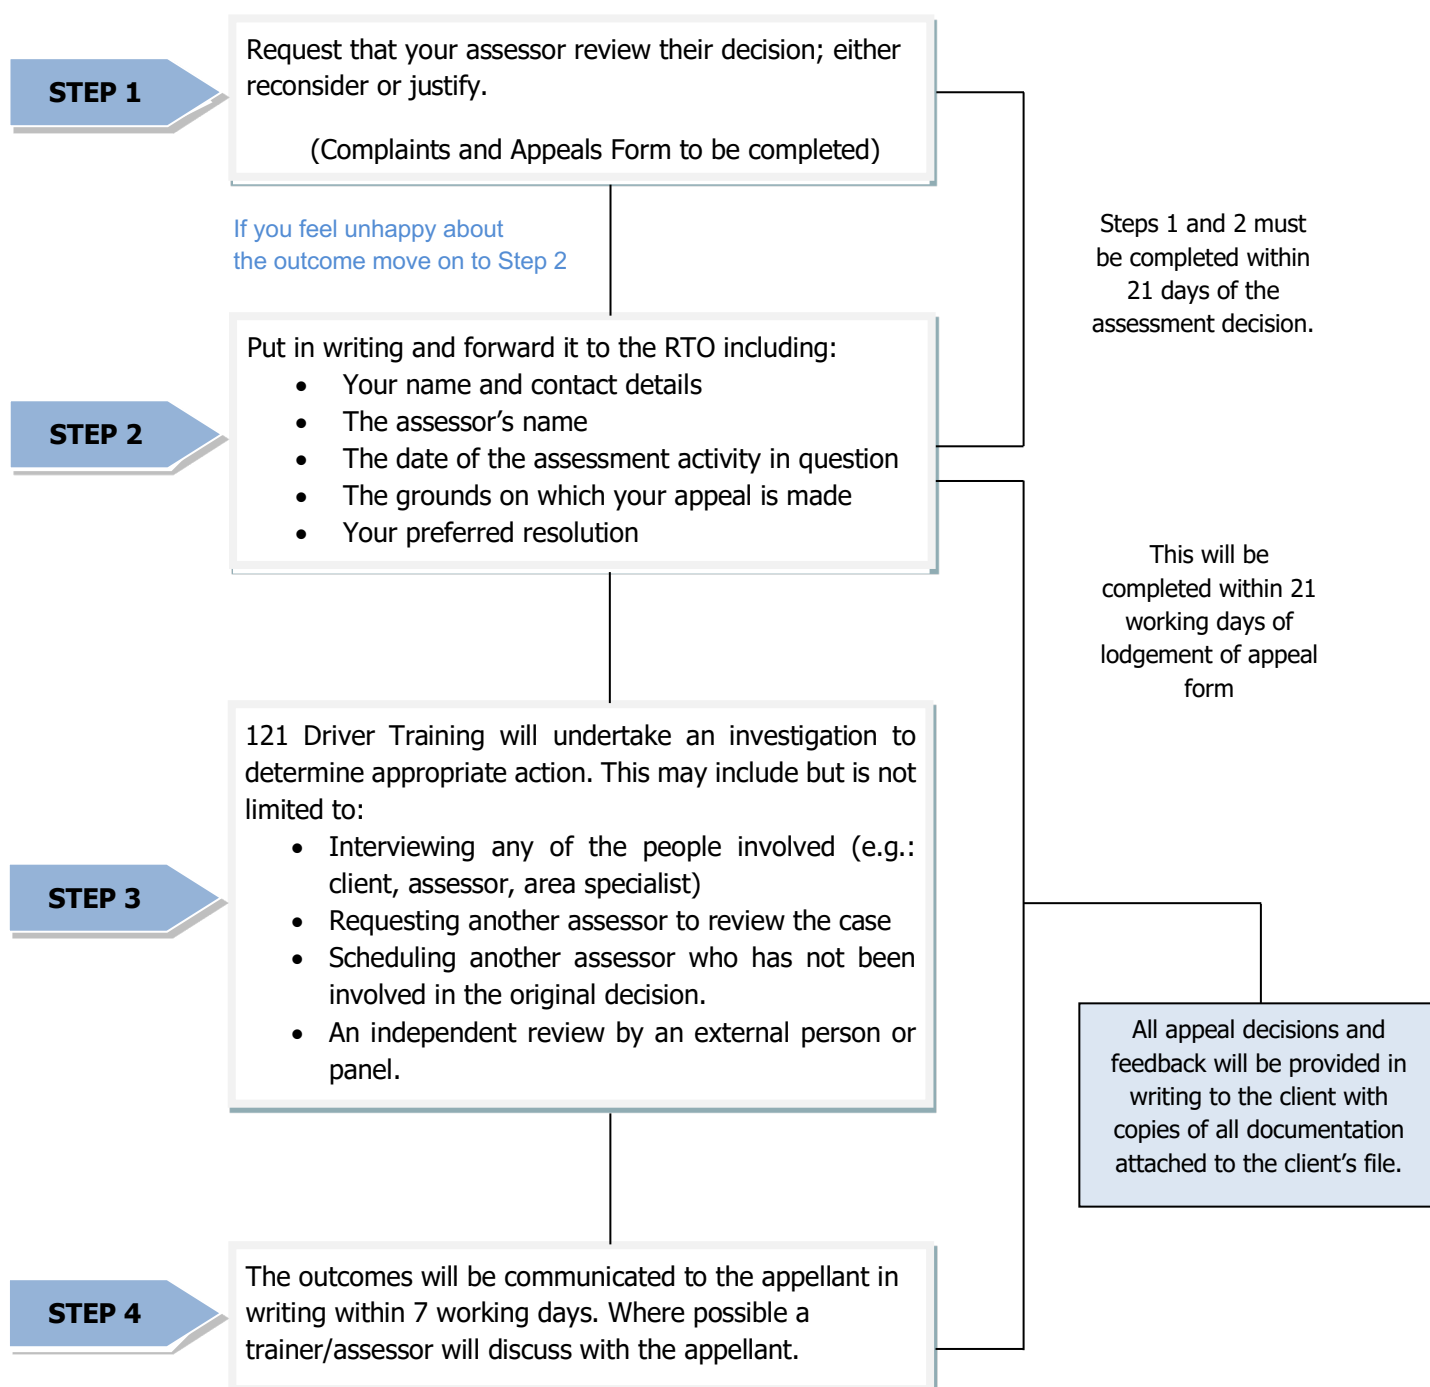 STEP 1
Request that your assessor review their decision; either
reconsider or justify.
(Complaints and Appeals Form to be completed)
If you feel unhappy about
the outcome move on to Step 2
Steps 1 and 2 must
be completed within
21 days of the
assessment decision.
STEP 2
Put in writing and forward it to the RTO including:
• Your name and contact details
• The assessor’s name
• The date of the assessment activity in question
• The grounds on which your appeal is made
• Your preferred resolution
This will be
completed within 21
working days of
lodgement of appeal
form
STEP 3
121 Driver Training will undertake an investigation to
determine appropriate action. This may include but is not
limited to:
• Interviewing any of the people involved (e.g.:
client, assessor, area specialist)
• Requesting another assessor to review the case
• Scheduling another assessor who has not been
involved in the original decision.
• An independent review by an external person or
panel.
All appeal decisions and
feedback will be provided in
writing to the client with
copies of all documentation
attached to the client’s file.
STEP 4
The outcomes will be communicated to the appellant in
writing within 7 working days. Where possible a
trainer/assessor will discuss with the appellant.